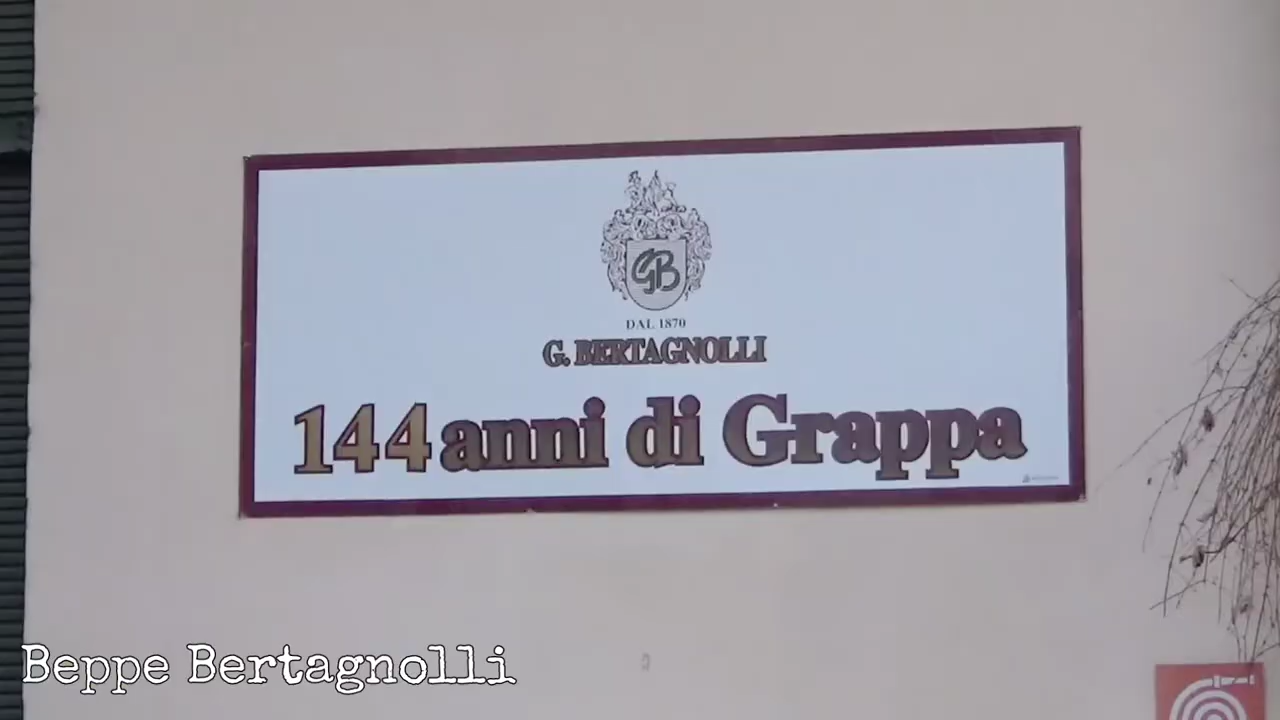 GB
DAL 1870
G. BERTAGNOLLI
144 anni di Grappa
Beppe Bertagnolli